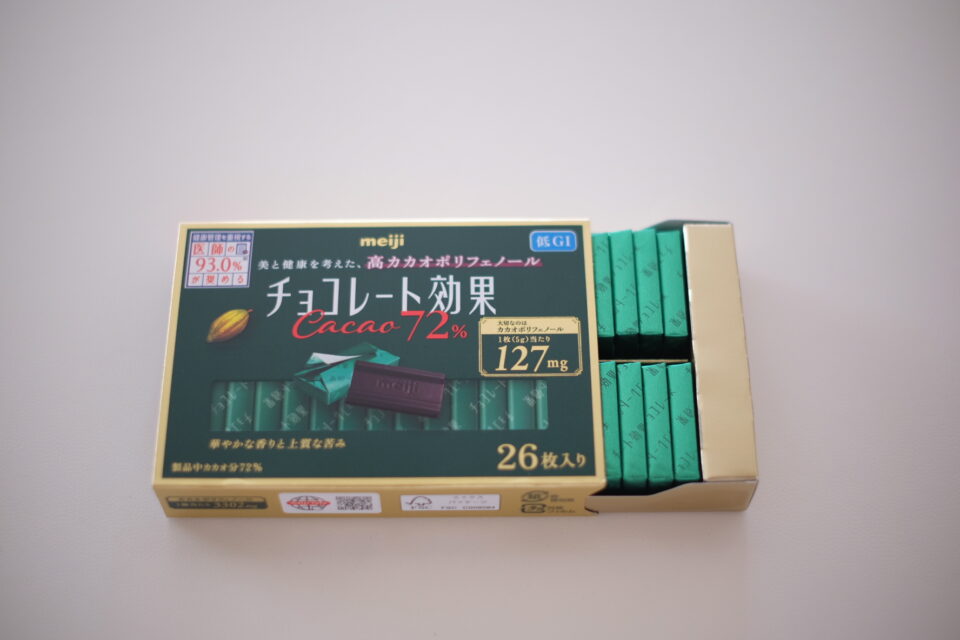 健康管理を重視する
医師の
93.0%
が奨める
meiji
低GI
美と健康を考えた、高カカオポリフェノール
チョコレート効果
Cacao 72%
大切なのは
カカオポリフェノール
1枚(5g)当たり
127mg
meiji
華やかな香りと上質な苦み
26枚入り
製品中カカオ分72%
FSC